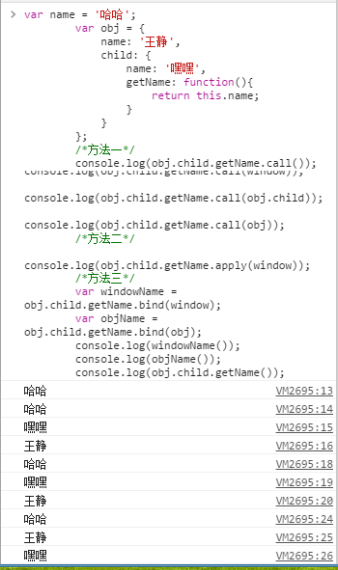 > var name = '哈哈';
var obj = {
name: '王静',
child: {
name: '嘿嘿',
getName: function(){
return this.name;
}
}
};
/*方法一*/
console.log(obj.child.getName.call());
console.log(obj.child.getName.call(window));
console.log(obj.child.getName.call(obj.child));
console.log(obj.child.getName.call(obj));
/*方法二*/
console.log(obj.child.getName.apply(window));
/*方法三*/
var windowName =
obj.child.getName.bind(window);
var objName =
obj.child.getName.bind(obj);
console.log(windowName());
console.log(objName());
console.log(obj.child.getName());
哈哈 VM2695:13
哈哈 VM2695:14
嘿嘿 VM2695:15
王静 VM2695:16
哈哈 VM2695:18
嘿嘿 VM2695:19
王静 VM2695:20
哈哈 VM2695:24
王静 VM2695:25
嘿嘿 VM2695:26